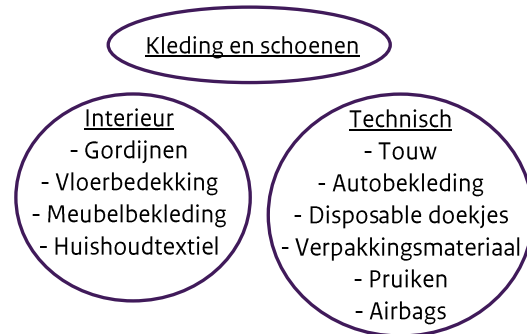 Kleding en schoenen
Interieur
- Gordijnen
- Vloerbedekking
- Meubelbekleding
- Huishoudtextiel
Technisch
- Touw
- Autobekleding
- Disposable doekjes
- Verpakkingsmateriaal
- Pruiken
- Airbags